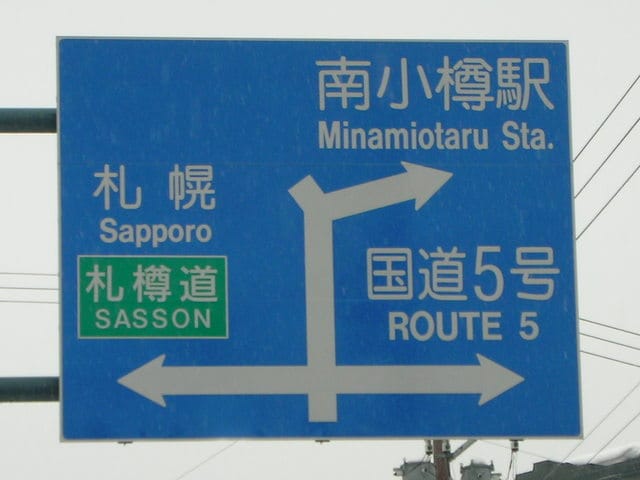 南小樽駅
Minamiotaru Sta.
札幌
Sapporo
札樽道
SASSON
国道5号
ROUTE 5